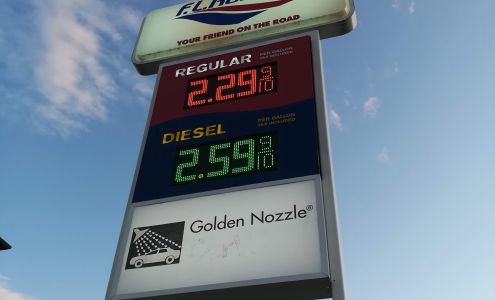 YOUR FRIEND ON THE ROAD
REGULAR
PER GALLON
TAX INCLUDED
2.29 9/10
DIESEL
PER GALLON
TAX INCLUDED
2.59 9/10
Golden Nozzle®